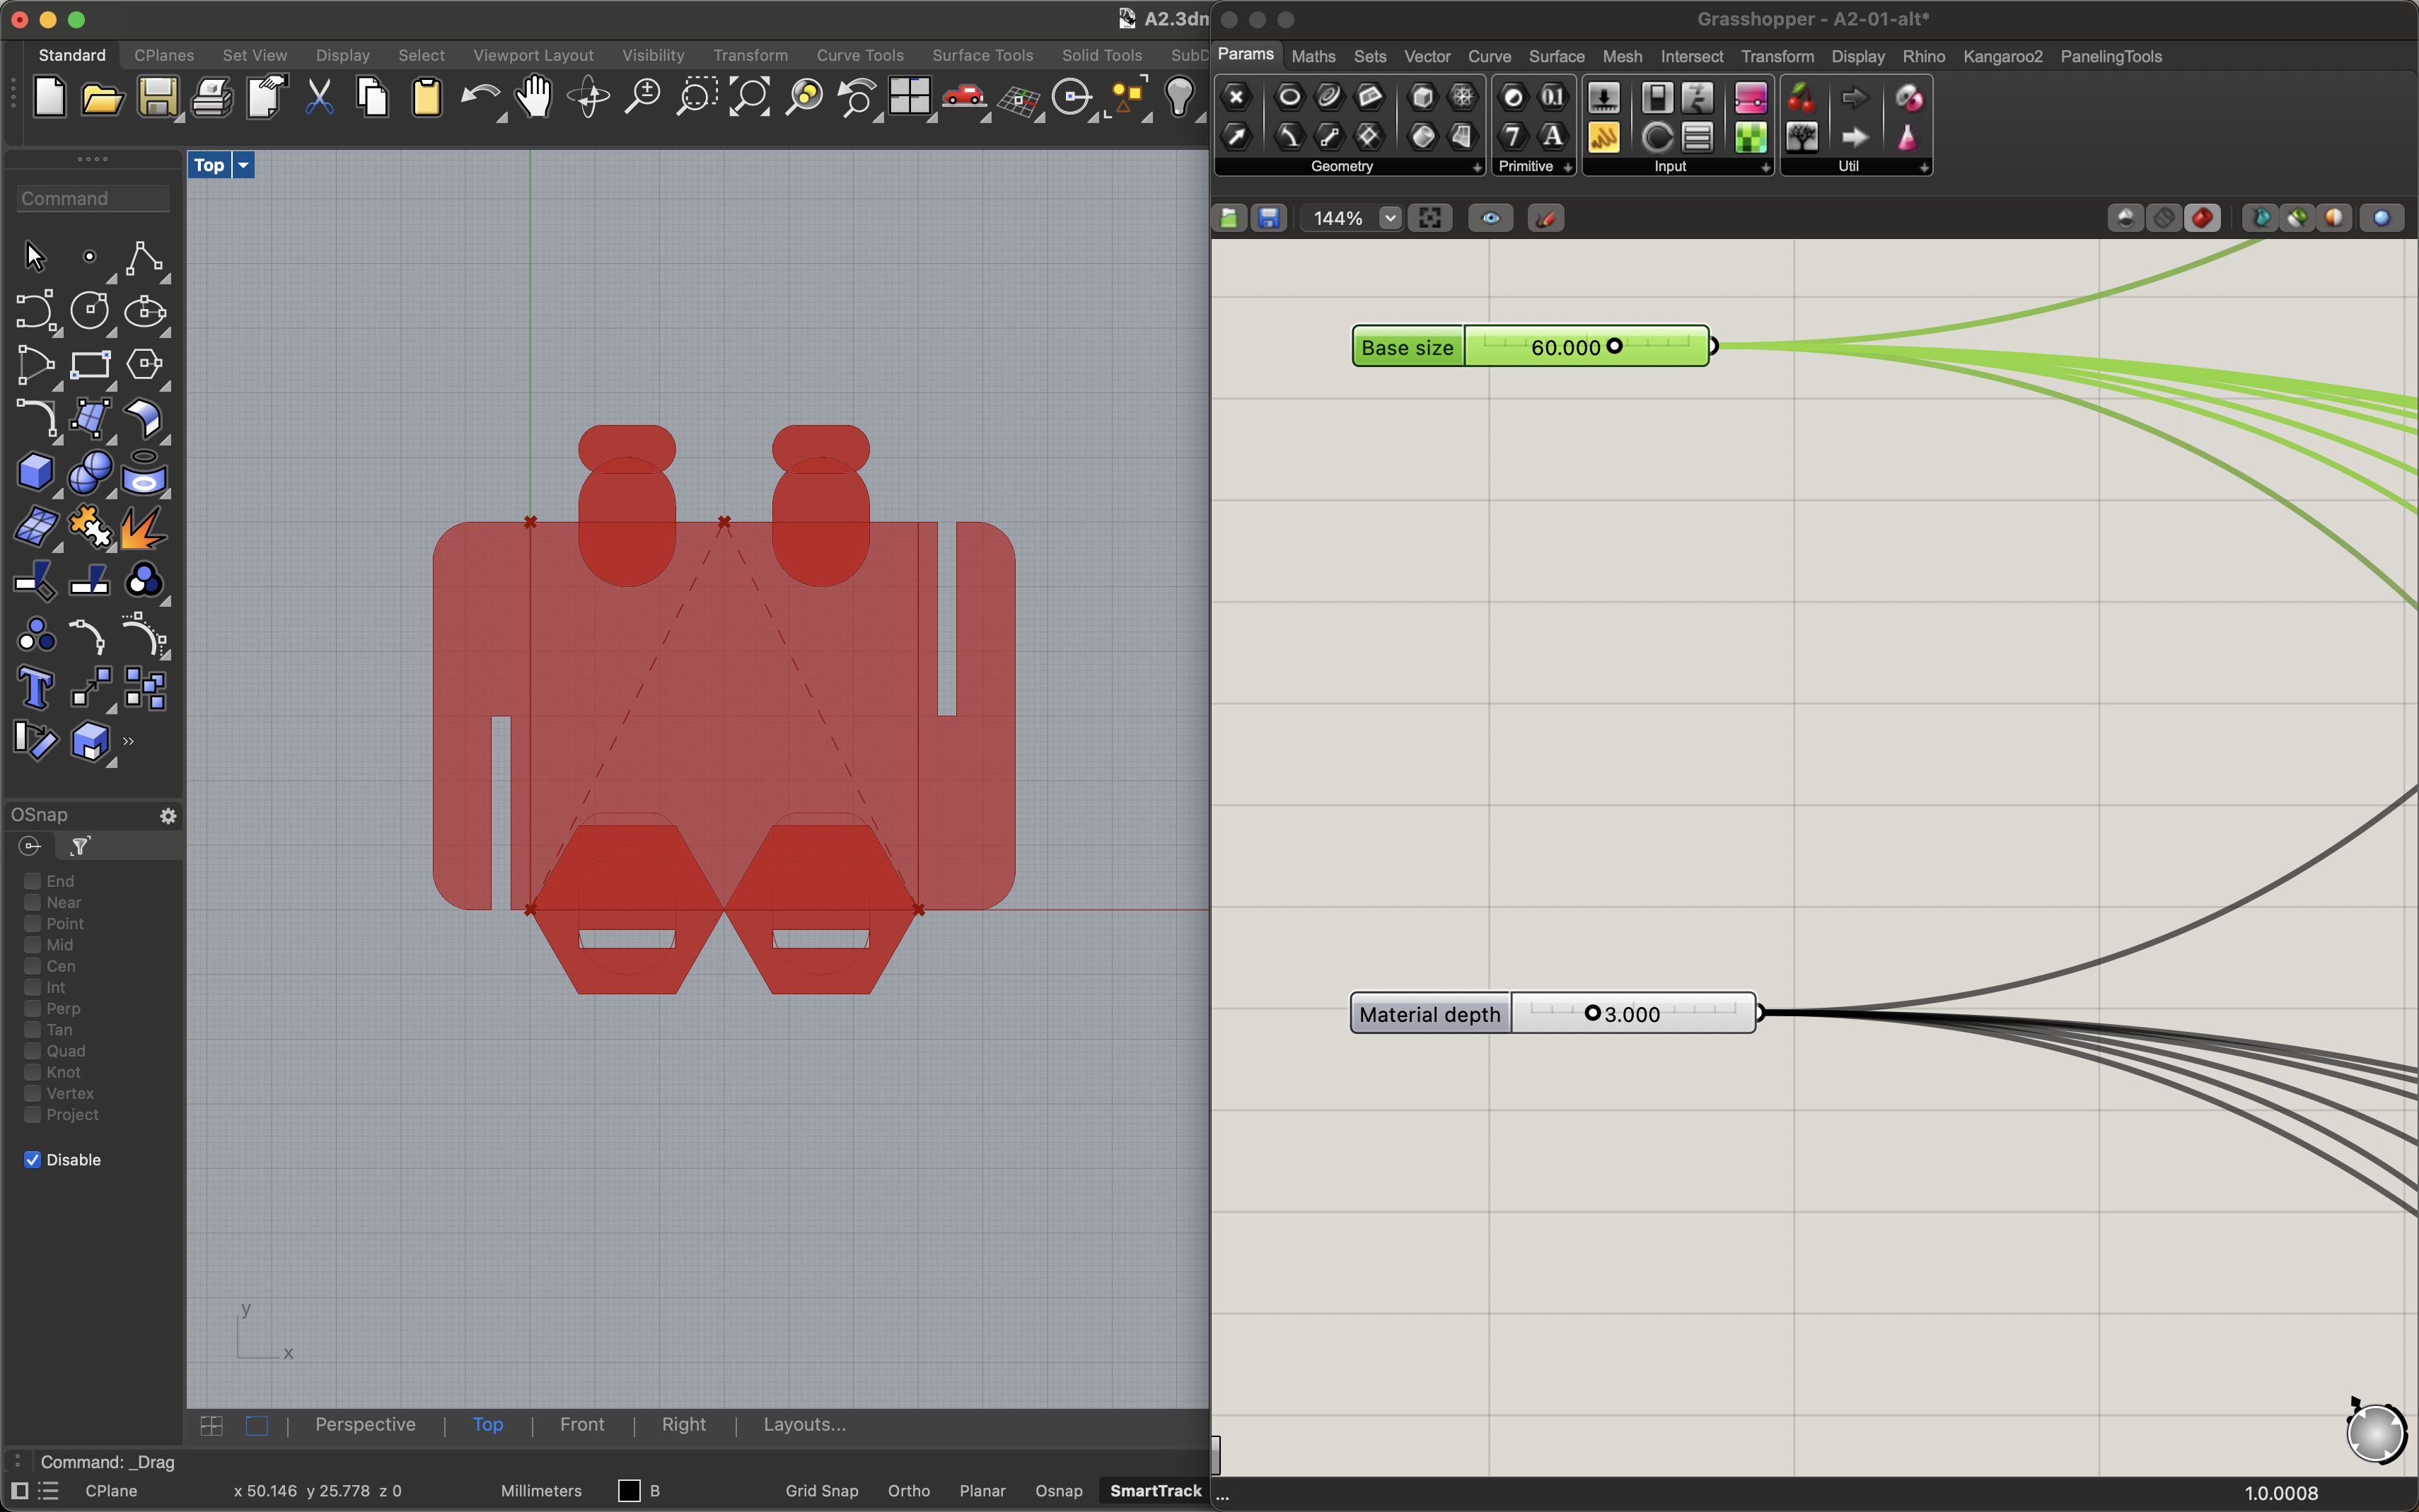 A2.3dm
Grasshopper - A2-01-alt*
Standard CPlanes Set View Display Select Viewport Layout Visibility Transform Curve Tools Surface Tools Solid Tools SubD
Params Maths Sets Vector Curve Surface Mesh Intersect Transform Display Rhino Kangaroo2 PanelingTools
Geometry Primitive Input Util
Top
Command
144%
Base size 60.000
Material depth 3.000
OSnap
End
Near
Point
Mid
Cen
Int
Perp
Tan
Quad
Knot
Vertex
Project
Disable
y
x
Perspective Top Front Right Layouts...
Command: _Drag
CPlane x 50.146 y 25.778 z 0 Millimeters B Grid Snap Ortho Planar Osnap SmartTrack
... 1.0.0008